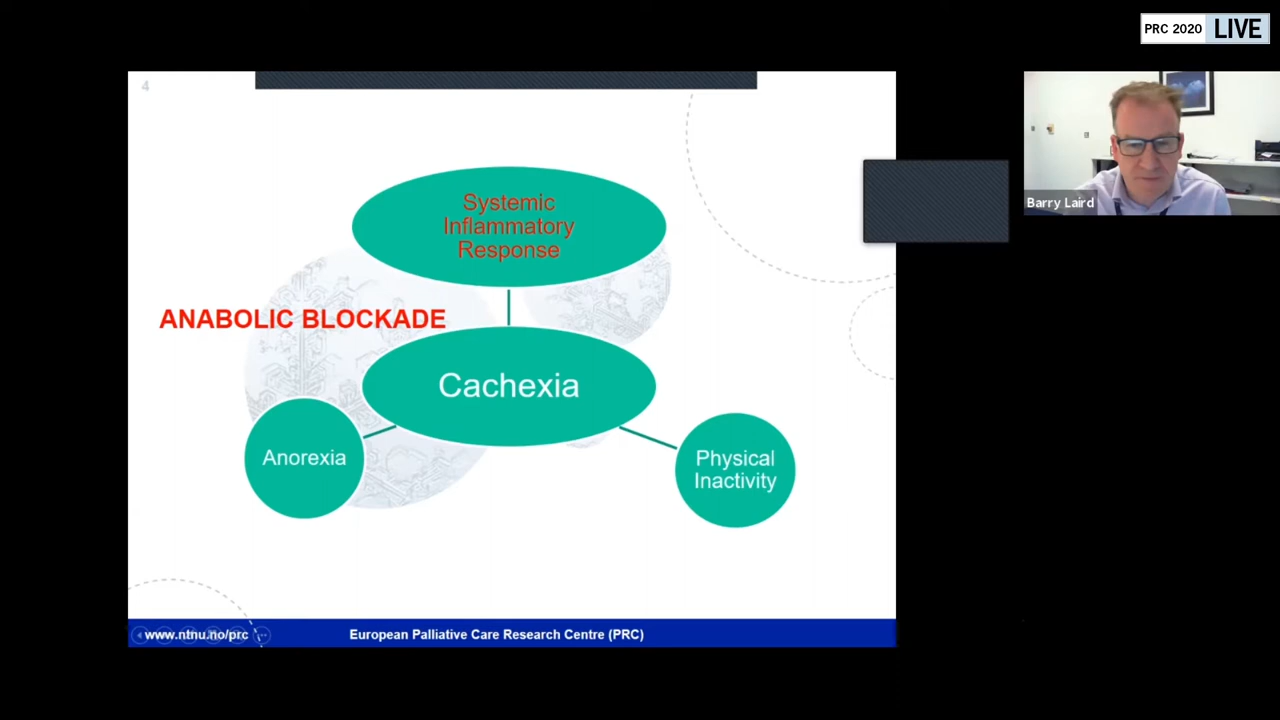 PRC 2020 LIVE
4
Systemic
Inflammatory
Response
ANABOLIC BLOCKADE
Cachexia
Anorexia
Physical
Inactivity
Barry Laird
www.ntnu.no/prc
European Palliative Care Research Centre (PRC)